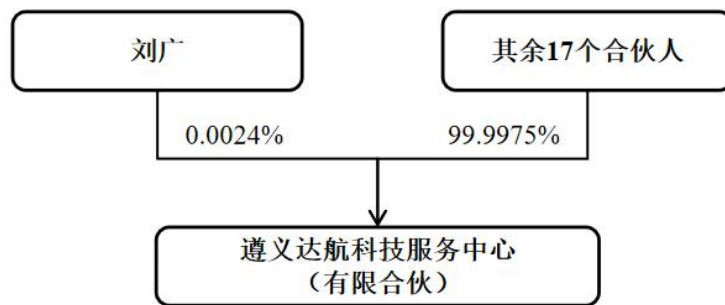 刘广
其余17个合伙人
0.0024%
99.9975%
遵义达航科技服务中心
（有限合伙）